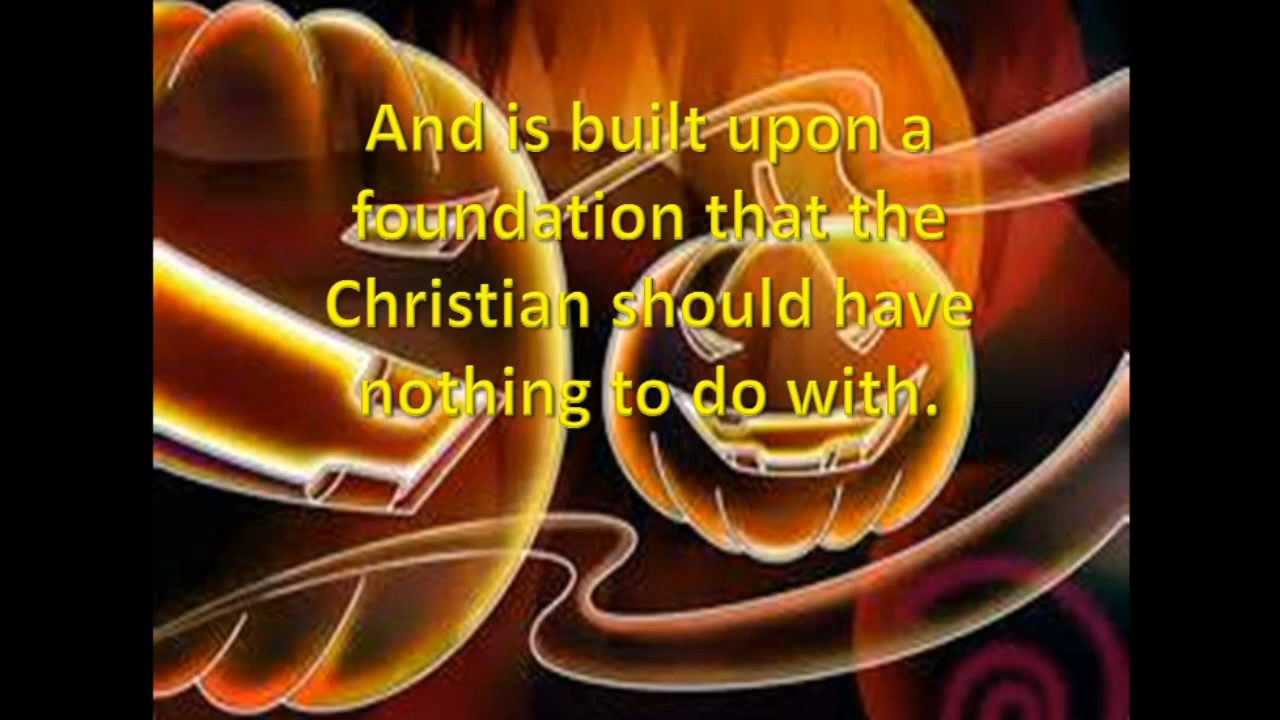 And is built upon a
foundation that the
Christian should have
nothing to do with.